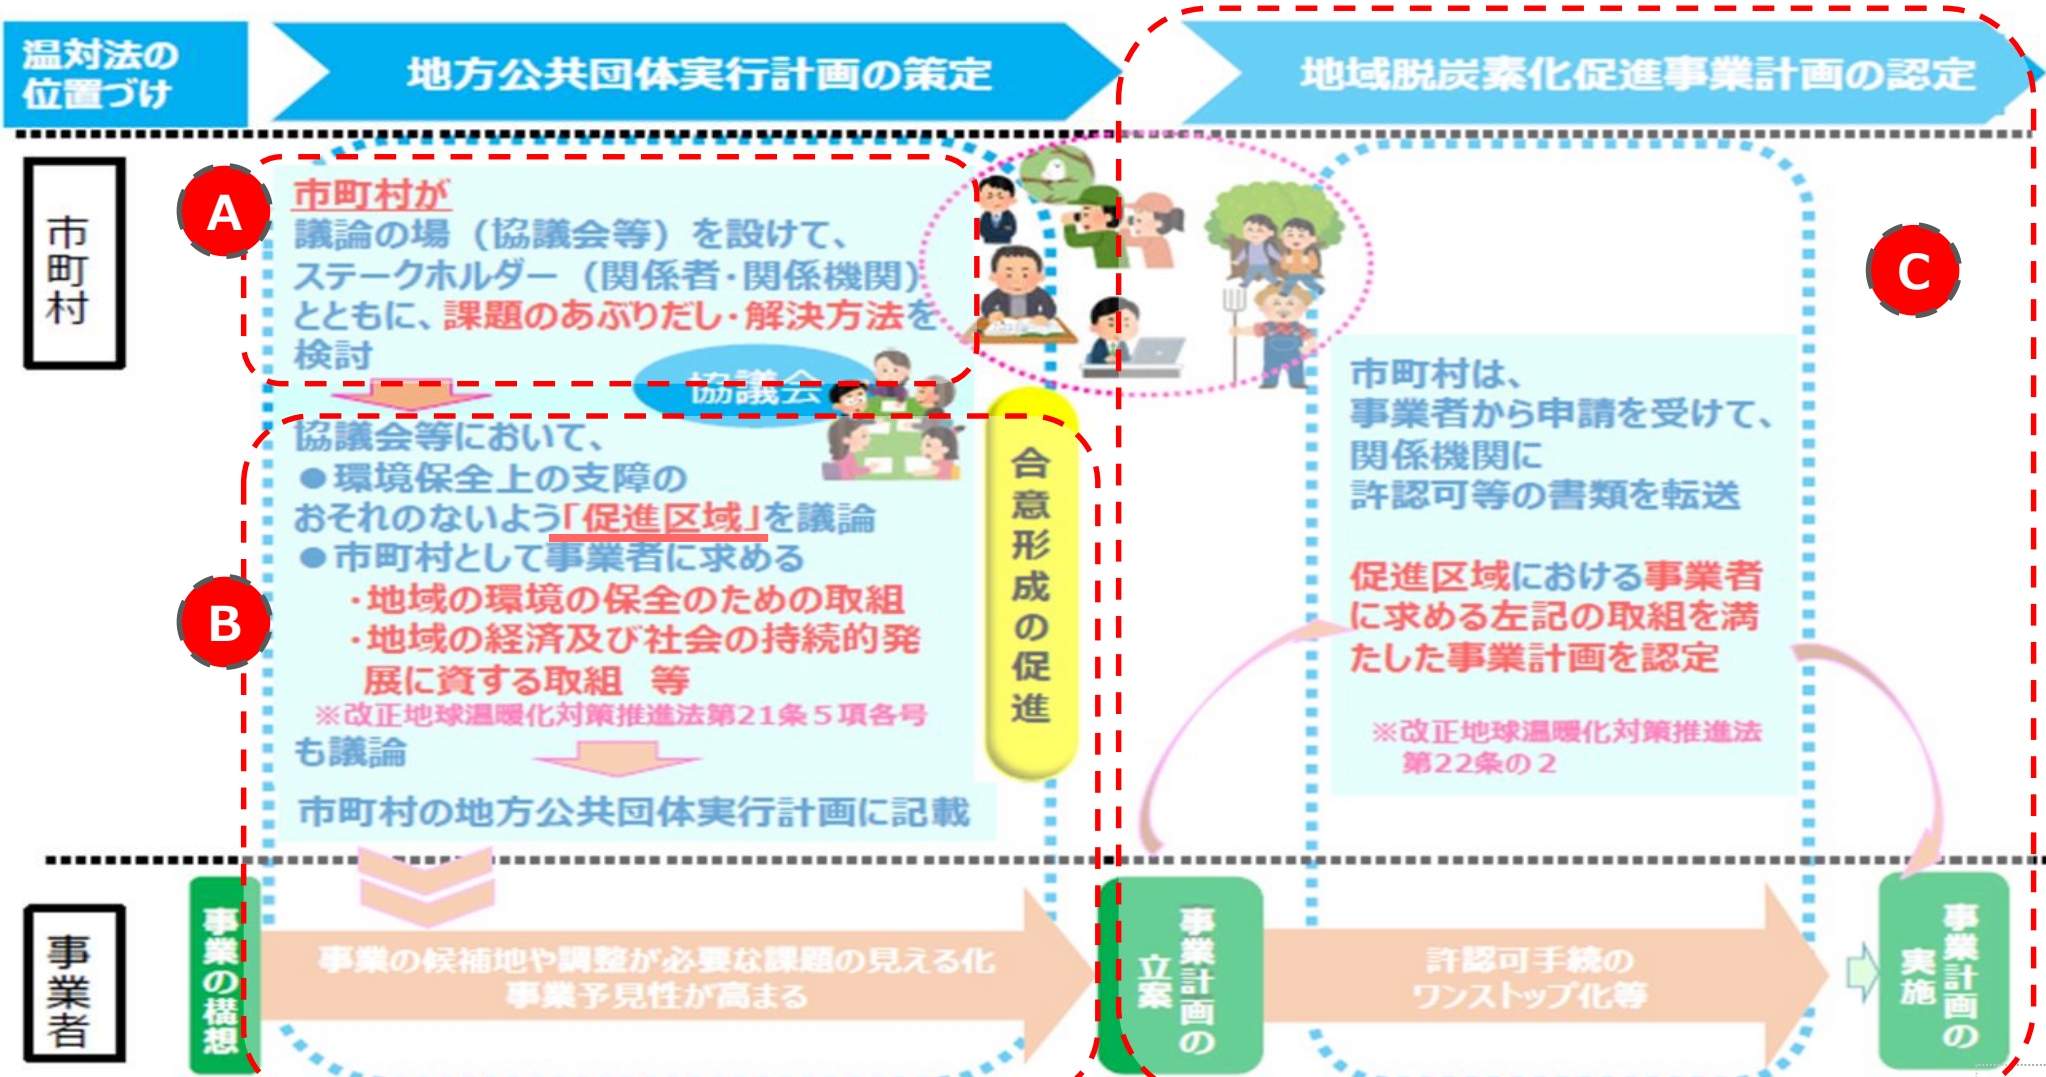 温対法の
位置づけ
地方公共団体実行計画の策定
地域脱炭素化促進事業計画の認定
市町村
A
市町村が
議論の場（協議会等）を設けて、
ステークホルダー（関係者・関係機関）
とともに、課題のあぶりだし・解決方法を
検討
協議会
B
協議会等において、
●環境保全上の支障の
おそれのないよう「促進区域」を議論
●市町村として事業者に求める
・地域の環境の保全のための取組
・地域の経済及び社会の持続的発
展に資する取組　等
※改正地球温暖化対策推進法第21条５項各号
も議論
市町村の地方公共団体実行計画に記載
合意形成の促進
C
市町村は、
事業者から申請を受けて、
関係機関に
許認可等の書類を転送
促進区域における事業者
に求める左記の取組を満
たした事業計画を認定
※改正地球温暖化対策推進法
第22条の２
事業者
事業の構想
事業の候補地や調整が必要な課題の見える化
事業予見性が高まる
事業計画の
立案
許認可手続の
ワンストップ化等
事業計画の
実施